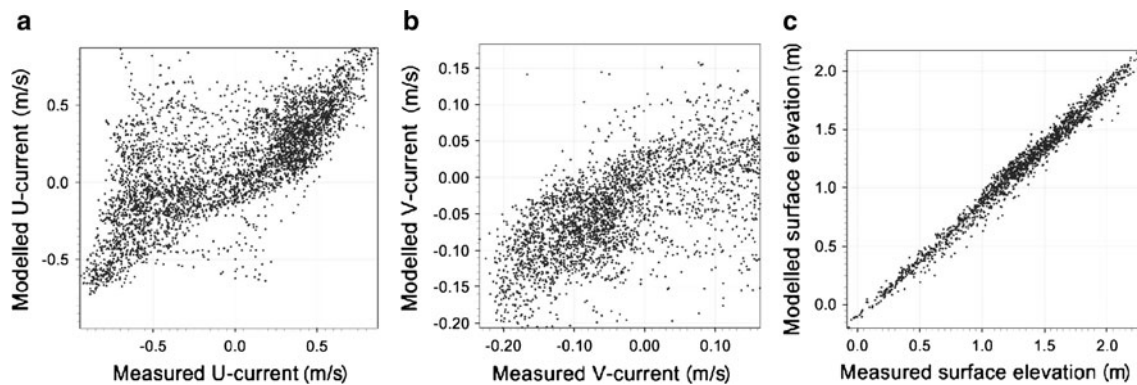 a
Modelled U-current (m/s)
0.5
0.0
-0.5
-0.5 0.0 0.5
Measured U-current (m/s)
b
Modelled V-current (m/s)
0.15
0.10
0.05
0.00
-0.05
-0.10
-0.15
-0.20
-0.20 -0.10 0.00 0.10
Measured V-current (m/s)
c
Modelled surface elevation (m)
2.0
1.5
1.0
0.5
0.0
0.0 0.5 1.0 1.5 2.0
Measured surface elevation (m)